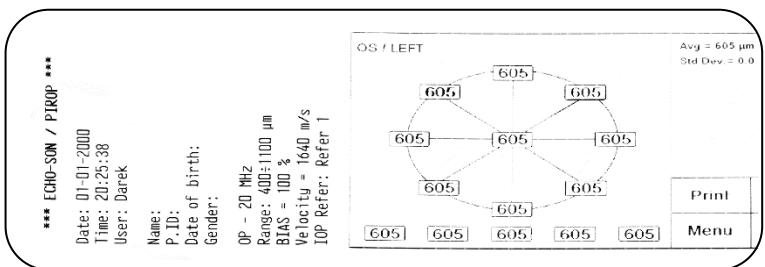 *** ECHO-SON / PIROP ***
Date: 01-01-2000
Time: 20:25:38
User: Darek
Name:
P.ID:
Date of birth:
Gender:
OP - 20 MHz
Range: 400÷1100 µm
BIAS = 100 %
Velocity = 1640 m/s
IOP Refer: Refer 1
OS / LEFT
Avg = 605 µm
Std Dev. = 0.0
605
605 605
605 605 605
605 605
605
605 605 605 605 605
Print
Menu